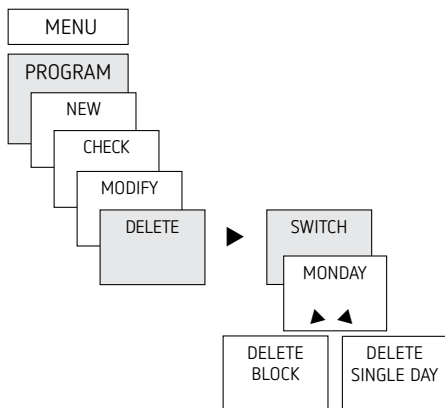 MENU
PROGRAM
NEW
CHECK
MODIFY
DELETE
SWITCH
MONDAY
DELETE
BLOCK
DELETE
SINGLE DAY